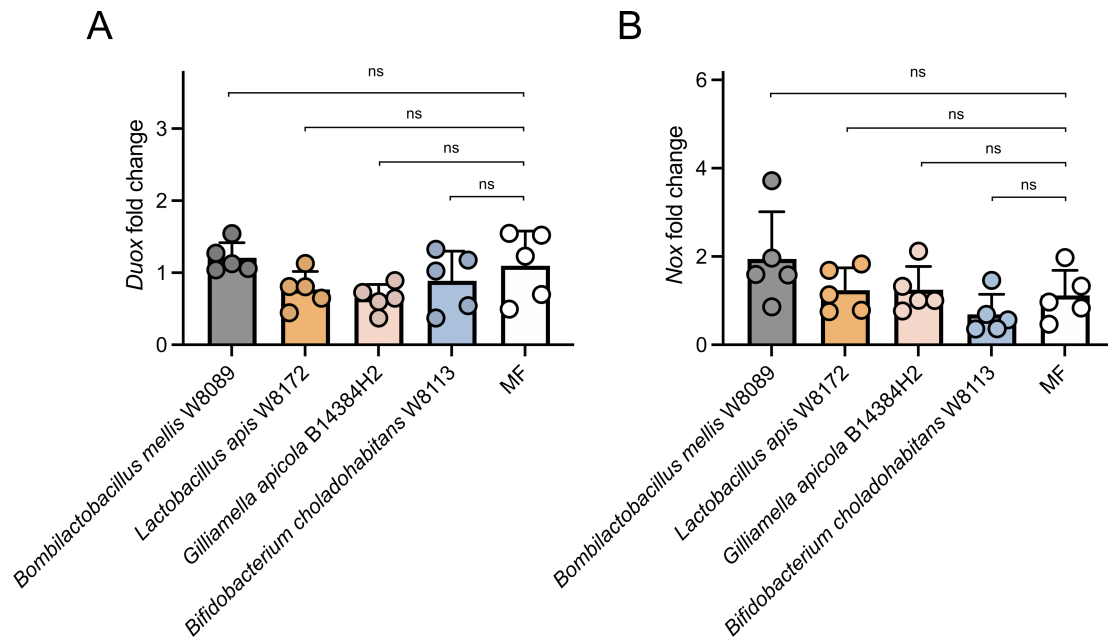 A
ns
ns
ns
ns
Duox fold change
3
2
1
0
Bombilactobacillus mellis W8089
Lactobacillus apis W8172
Gilliamella apicola B14384H2
Bifidobacterium choladohabitans W8113
MF
B
ns
ns
ns
ns
Nox fold change
6
4
2
0
Bombilactobacillus mellis W8089
Lactobacillus apis W8172
Gilliamella apicola B14384H2
Bifidobacterium choladohabitans W8113
MF